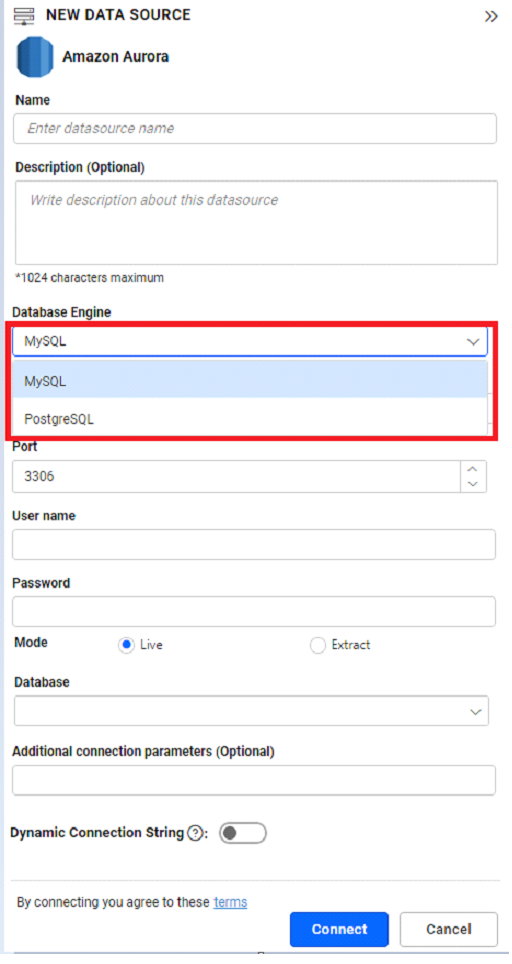 NEW DATA SOURCE
Amazon Aurora
Name
Enter datasource name
Description (Optional)
Write description about this datasource
*1024 characters maximum
Database Engine
MySQL
MySQL
PostgreSQL
Port
3306
User name
Password
Mode Live Extract
Database
Additional connection parameters (Optional)
Dynamic Connection String ? :
By connecting you agree to these terms
Connect Cancel